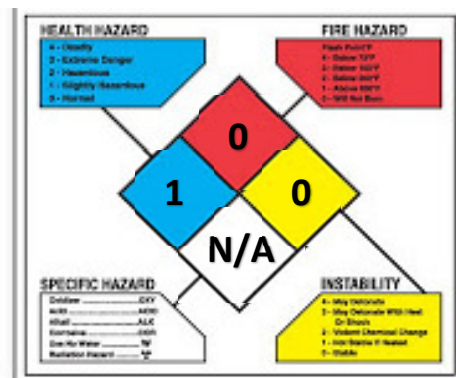 HEALTH HAZARD
4 - Deadly
3 - Extreme Danger
2 - Hazardous
1 - Slightly Hazardous
0 - Normal
FIRE HAZARD
Flash Point°F
4 - Below 73°F
3 - Below 100°F
2 - Below 200°F
1 - Above 200°F
0 - Will Not Burn
0
1
0
N/A
SPECIFIC HAZARD
Oxidizer OXY
Acid ACID
Alkali ALK
Corrosive COR
Use No Water W
Radiation Hazard
INSTABILITY
4 - May Detonate
3 - May Detonate With Heat
Or Shock
2 - Violent Chemical Change
1 - Not Stable if Heated
0 - Stable